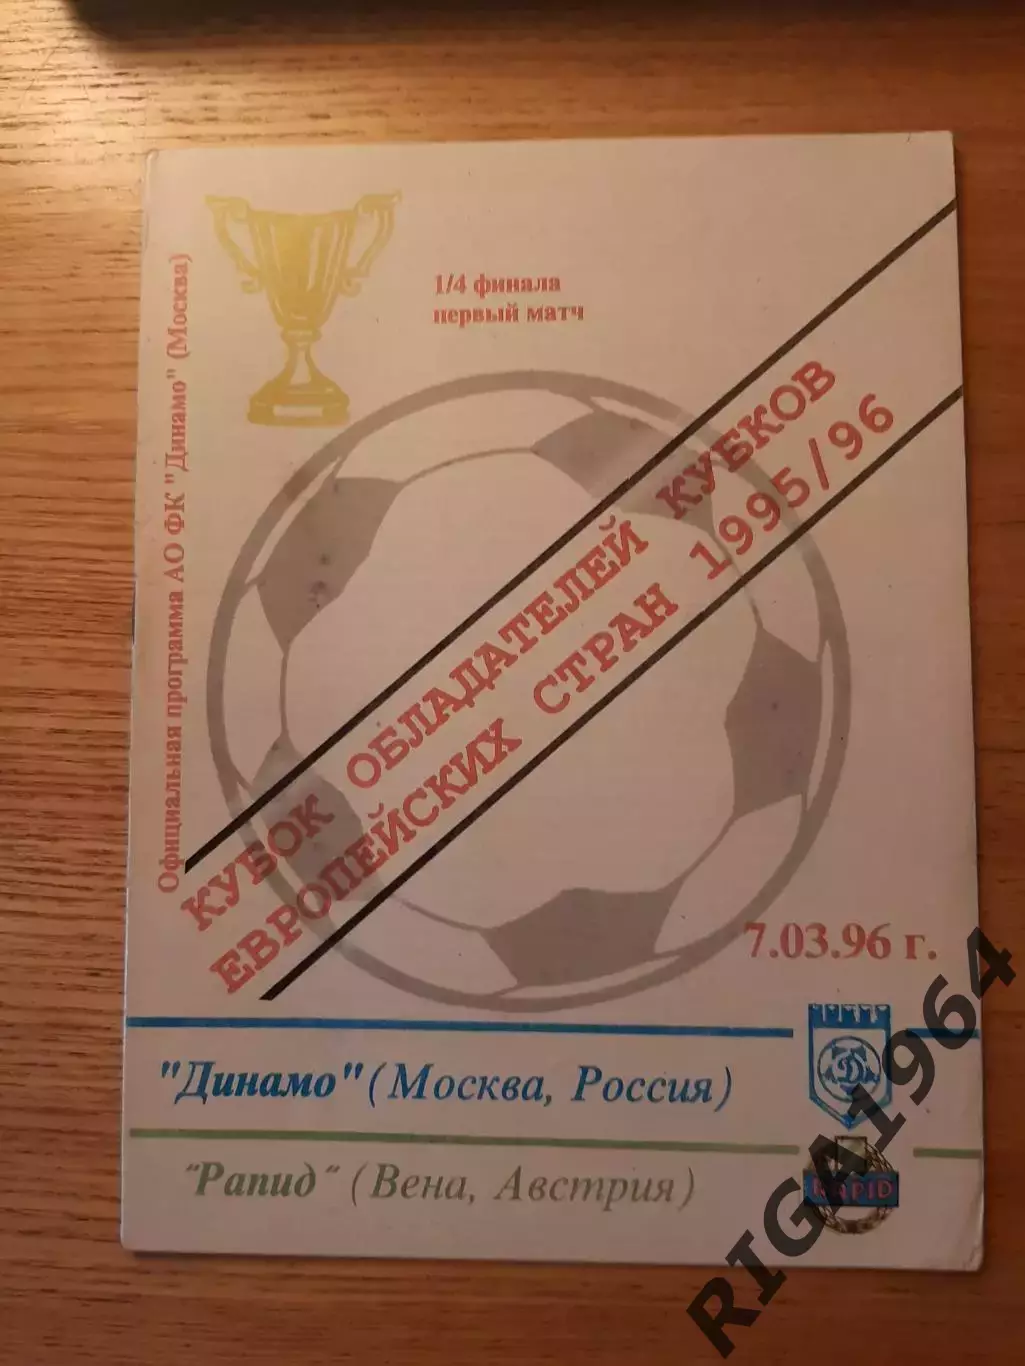 Официальная программа АО ФК "Динамо" (Москва)
1/4 финала
первый матч
КУБОК ОБЛАДАТЕЛЕЙ КУБКОВ
ЕВРОПЕЙСКИХ СТРАН 1995/96
7.03.96 г.
"Динамо" (Москва, Россия)
Д
"Рапид" (Вена, Австрия)
RAPID
RIGA1964